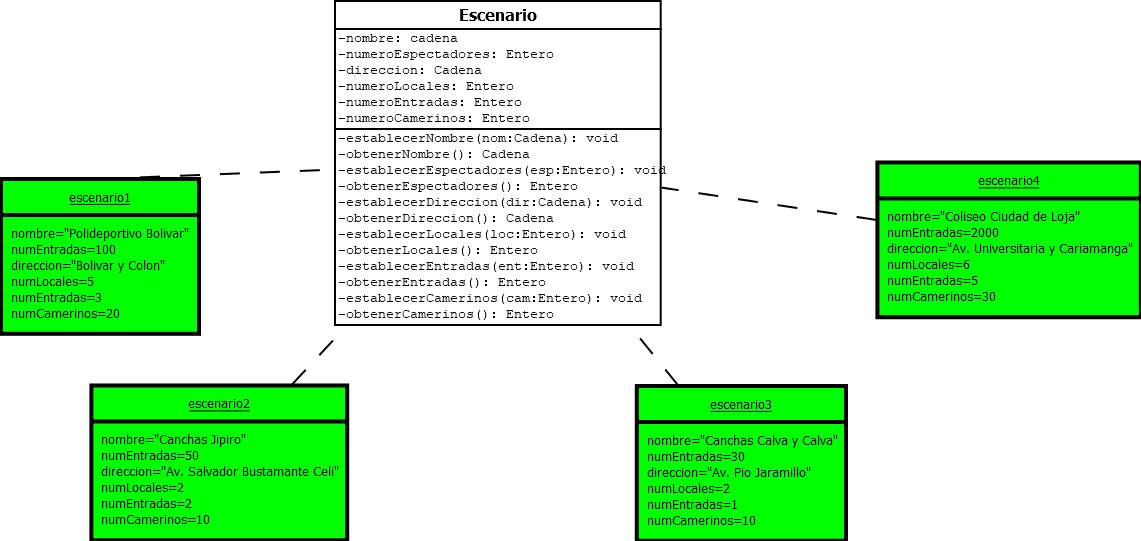 Escenario
-nombre: cadena
-numeroEspectadores: Entero
-direccion: Cadena
-numeroLocales: Entero
-numeroEntradas: Entero
-numeroCamerinos: Entero
-establecerNombre(nom:Cadena): void
-obtenerNombre(): Cadena
-establecerEspectadores(esp:Entero): void
-obtenerEspectadores(): Entero
-establecerDireccion(dir:Cadena): void
-obtenerDireccion(): Cadena
-establecerLocales(loc:Entero): void
-obtenerLocales(): Entero
-establecerEntradas(ent:Entero): void
-obtenerEntradas(): Entero
-establecerCamerinos(cam:Entero): void
-obtenerCamerinos(): Entero
escenario1
nombre="Polideportivo Bolivar"
numEntradas=100
direccion="Bolivar y Colon"
numLocales=5
numEntradas=3
numCamerinos=20
escenario4
nombre="Coliseo Ciudad de Loja"
numEntradas=2000
direccion="Av. Universitaria y Cariamanga"
numLocales=6
numEntradas=5
numCamerinos=30
escenario2
nombre="Canchas Jipiro"
numEntradas=50
direccion="Av. Salvador Bustamante Celi"
numLocales=2
numEntradas=2
numCamerinos=10
escenario3
nombre="Canchas Calva y Calva"
numEntradas=30
direccion="Av. Pio Jaramillo"
numLocales=2
numEntradas=1
numCamerinos=10